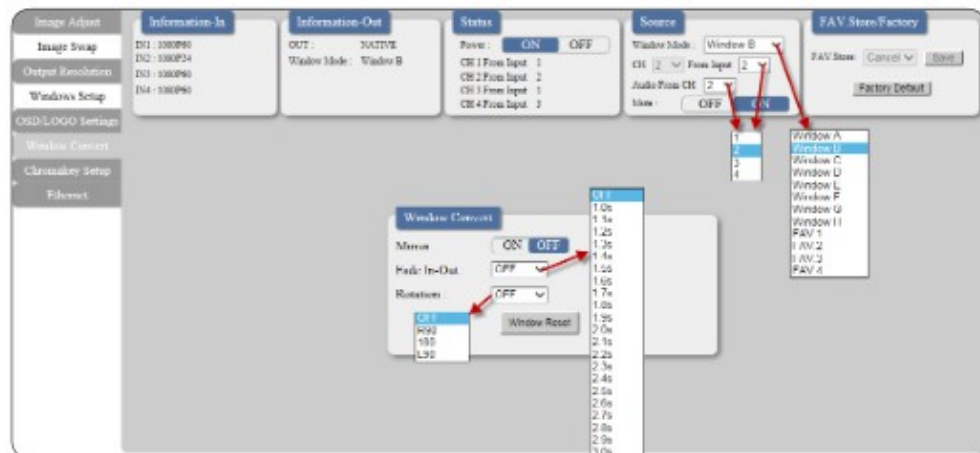 Image Adjust
Image Swap
Output Resolution
Windows Setup
OSD/LOGO Settings
Window Convert
Chromakey Setup
Ethernet
Information-In
IN1 : 1080P60
IN2 : 1080P24
IN3 : 1080P60
IN4 : 1080P60
Information-Out
OUT : NATIVE
Window Mode : Window B
Status
Power : ON OFF
CH 1 From Input 1
CH 2 From Input 2
CH 3 From Input 1
CH 4 From Input 3
Source
Window Mode : Window B
CH 2 From Input 2
Audio From CH 2
Mute : OFF ON
1
2
3
4
FAV.Store/Factory
FAV Store: Cancel Save
Factory Default
Window A
Window B
Window C
Window D
Window E
Window F
Window G
Window H
FAV 1
FAV.2
FAV.3
FAV 4
Window Convert
Mirror ON OFF
Fade In-Out OFF
Rotation OFF
Window Reset
OFF
R90
180
L90
OFF
1.0s
1.1s
1.2s
1.3s
1.4s
1.5s
1.6s
1.7s
1.8s
1.9s
2.0s
2.1s
2.2s
2.3s
2.4s
2.5s
2.6s
2.7s
2.8s
2.9s
3.0s